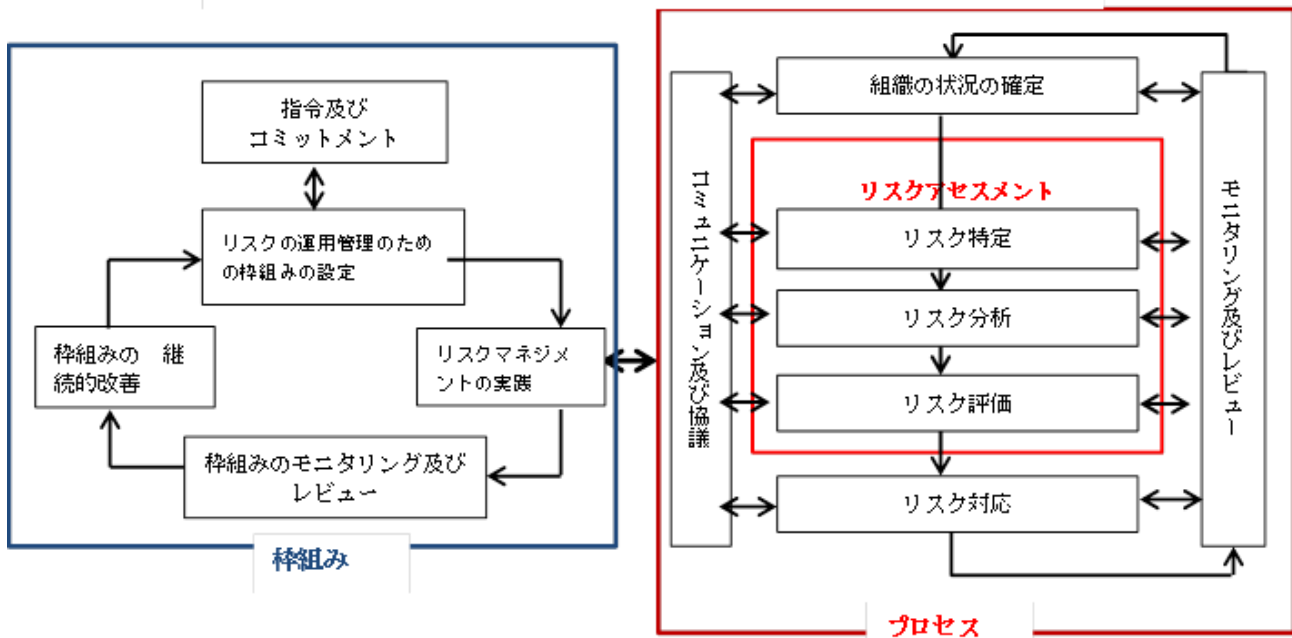 指令及び
コミットメント
リスクの運用管理のため
の枠組みの設定
枠組みの　継
続的改善
リスクマネジメ
ントの実践
枠組みのモニタリング及び
レビュー
枠組み
組織の状況の確定
コミュニケーション及び協議
リスクアセスメント
リスク特定
リスク分析
リスク評価
リスク対応
モニタリング及びレビュー
プロセス